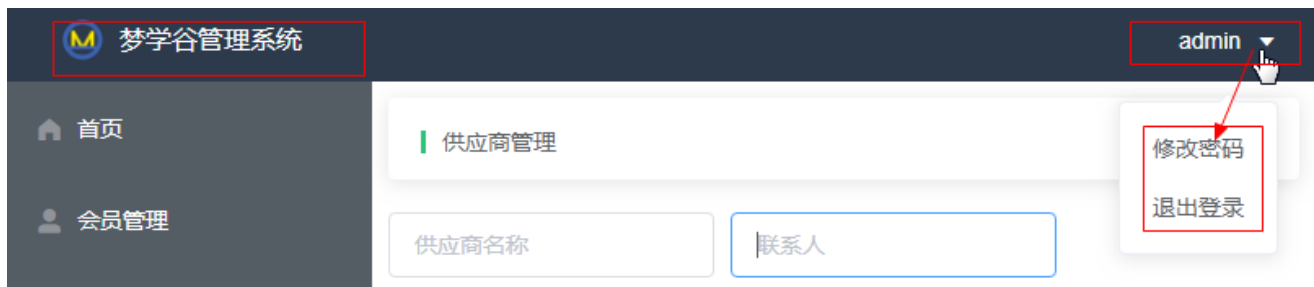 M 梦学谷管理系统 admin
首页
供应商管理
修改密码
会员管理
退出登录
供应商名称 联系人